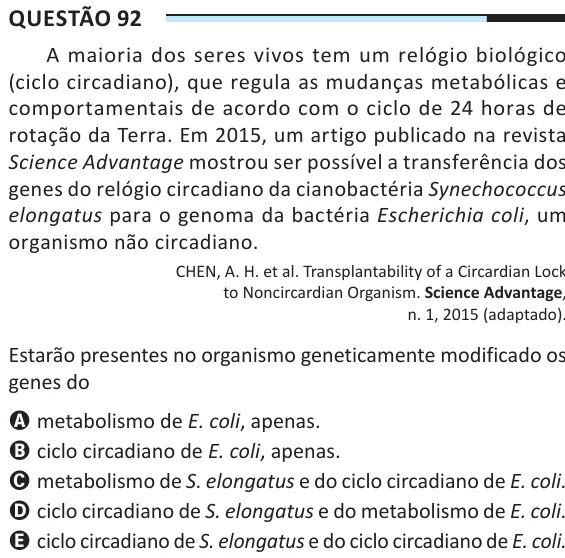 QUESTÃO 92
A maioria dos seres vivos tem um relógio biológico
(ciclo circadiano), que regula as mudanças metabólicas e
comportamentais de acordo com o ciclo de 24 horas de
rotação da Terra. Em 2015, um artigo publicado na revista
Science Advantage mostrou ser possível a transferência dos
genes do relógio circadiano da cianobactéria Synechococcus
elongatus para o genoma da bactéria Escherichia coli, um
organismo não circadiano.
CHEN, A. H. et al. Transplantability of a Circardian Lock
to Noncircardian Organism. Science Advantage,
n. 1, 2015 (adaptado).
Estarão presentes no organismo geneticamente modificado os
genes do
A metabolismo de E. coli, apenas.
B ciclo circadiano de E. coli, apenas.
C metabolismo de S. elongatus e do ciclo circadiano de E. coli.
D ciclo circadiano de S. elongatus e do metabolismo de E. coli.
E ciclo circadiano de S. elongatus e do ciclo circadiano de E. coli.